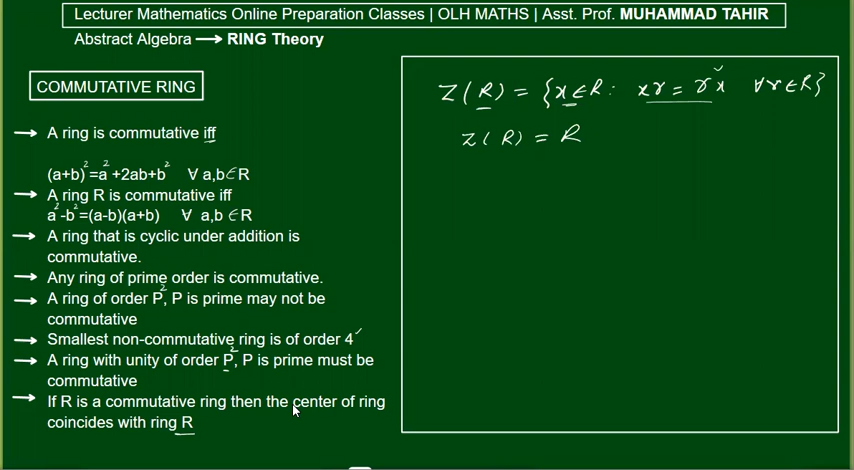 Lecturer Mathematics Online Preparation Classes | OLH MATHS | Asst. Prof. MUHAMMAD TAHIR
Abstract Algebra → RING Theory
COMMUTATIVE RING
→ A ring is commutative iff
(a+b)²=a²+2ab+b² ∀ a,b∈R
→ A ring R is commutative iff
a²-b²=(a-b)(a+b) ∀ a,b ∈R
→ A ring that is cyclic under addition is
commutative.
→ Any ring of prime order is commutative.
→ A ring of order P², P is prime may not be
commutative
→ Smallest non-commutative ring is of order 4
→ A ring with unity of order P², P is prime must be
commutative
→ If R is a commutative ring then the center of ring
coincides with ring R
Z(R) = {x∈R: xr = rx ∀r∈R}
Z(R) = R